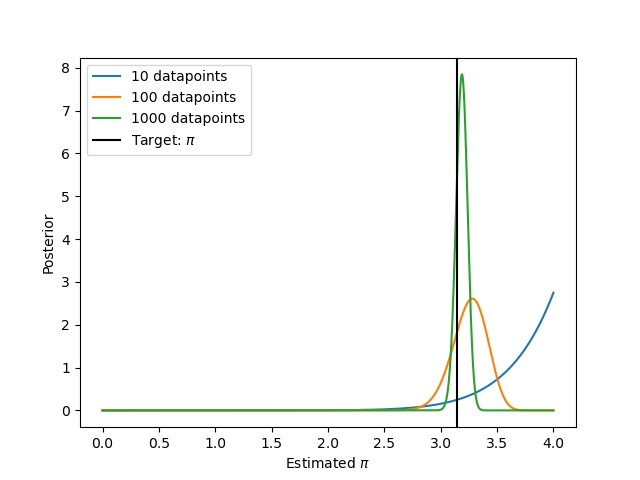 10 datapoints
100 datapoints
1000 datapoints
Target: π
8
7
6
5
4
3
2
1
0
Posterior
0.0 0.5 1.0 1.5 2.0 2.5 3.0 3.5 4.0
Estimated π